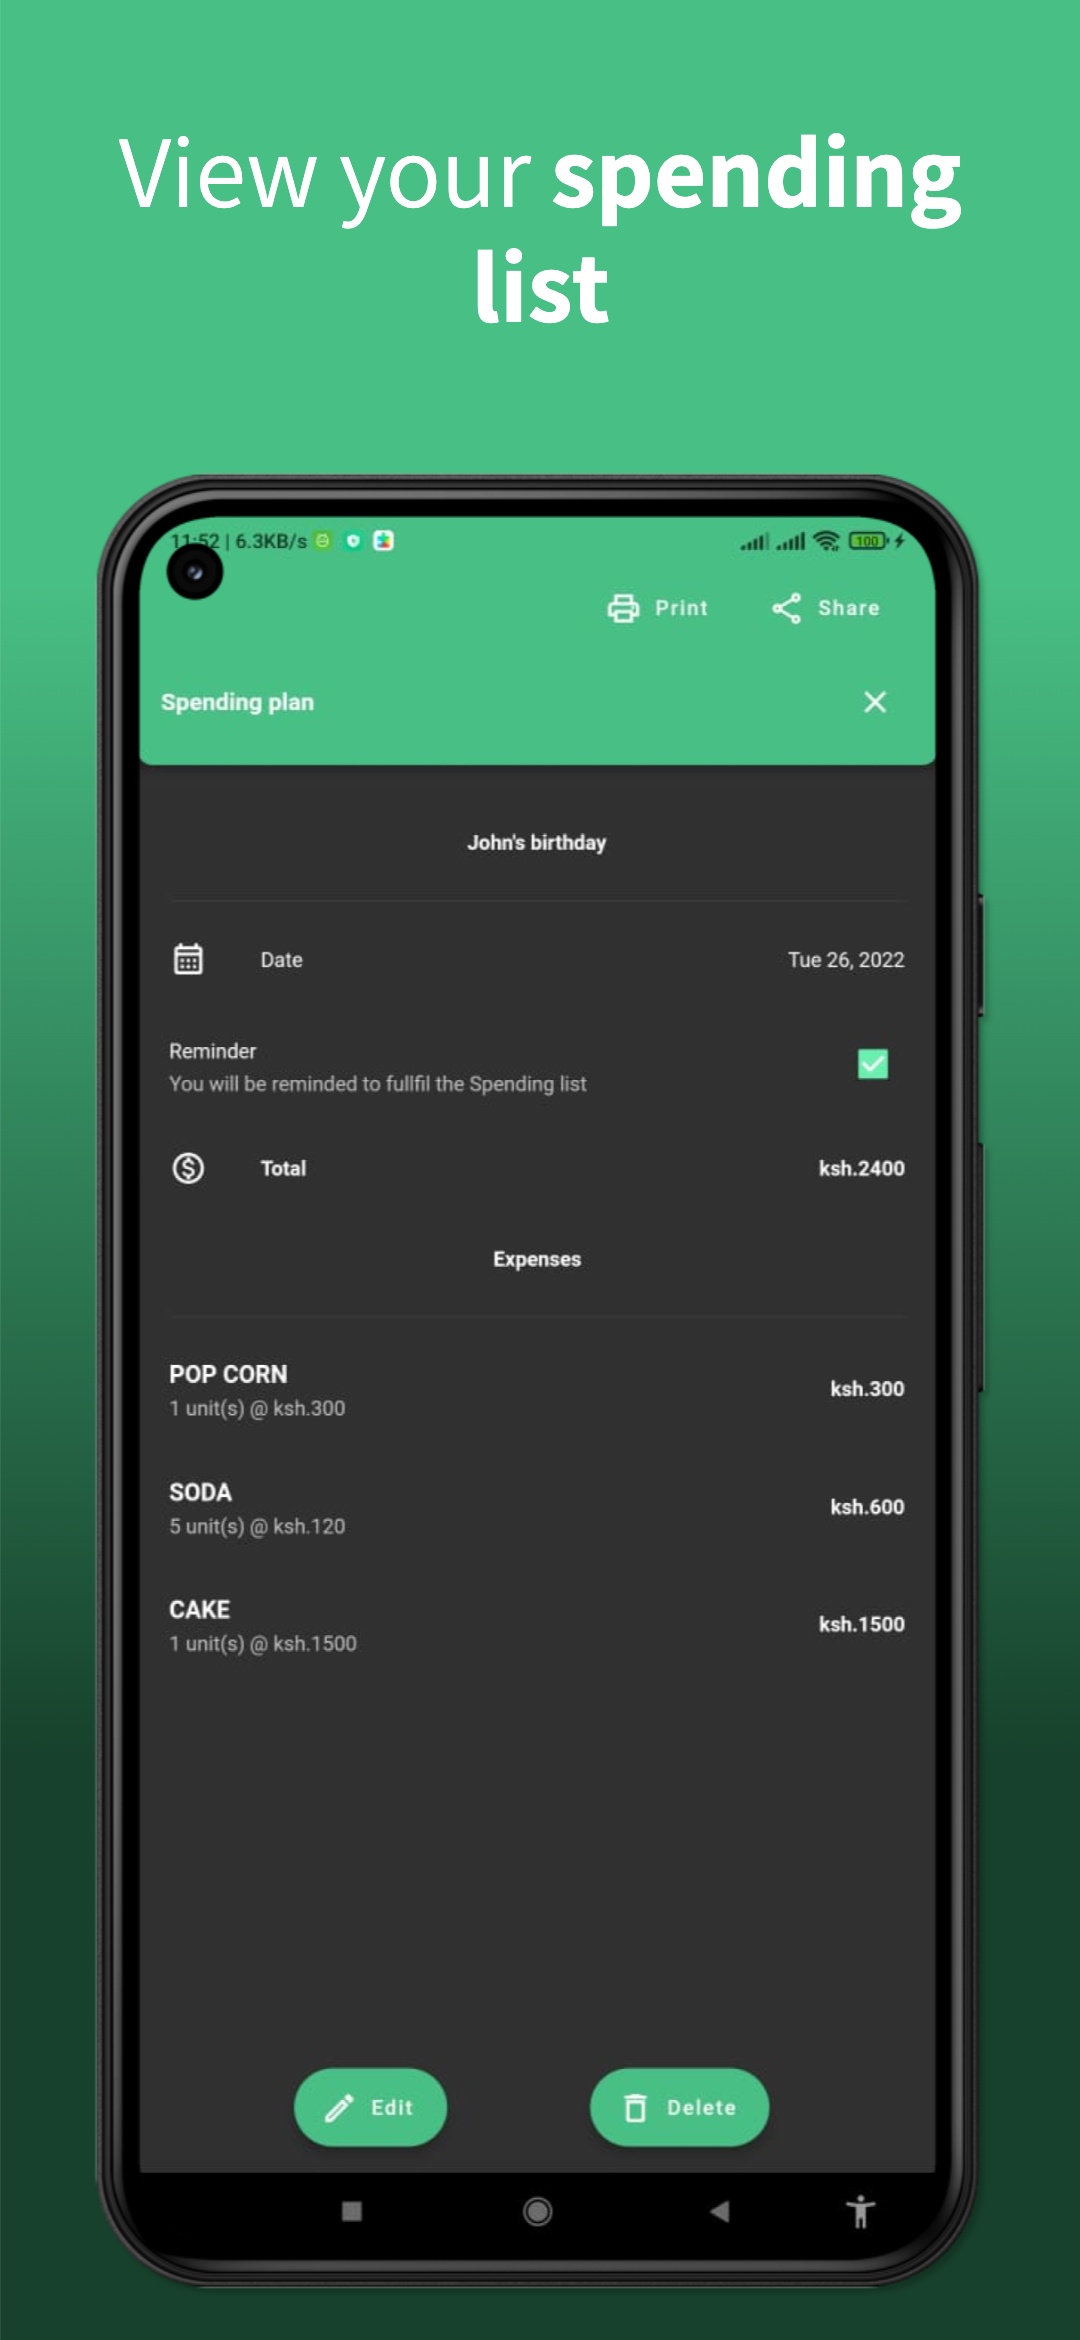 View your spending
list
11:52 | 6.3KB/s
100
Print
Share
Spending plan
John's birthday
Date
Tue 26, 2022
Reminder
You will be reminded to fullfil the Spending list
Total
ksh.2400
Expenses
POP CORN
ksh.300
1 unit(s) @ ksh.300
SODA
ksh.600
5 unit(s) @ ksh.120
CAKE
ksh.1500
1 unit(s) @ ksh.1500
Edit
Delete